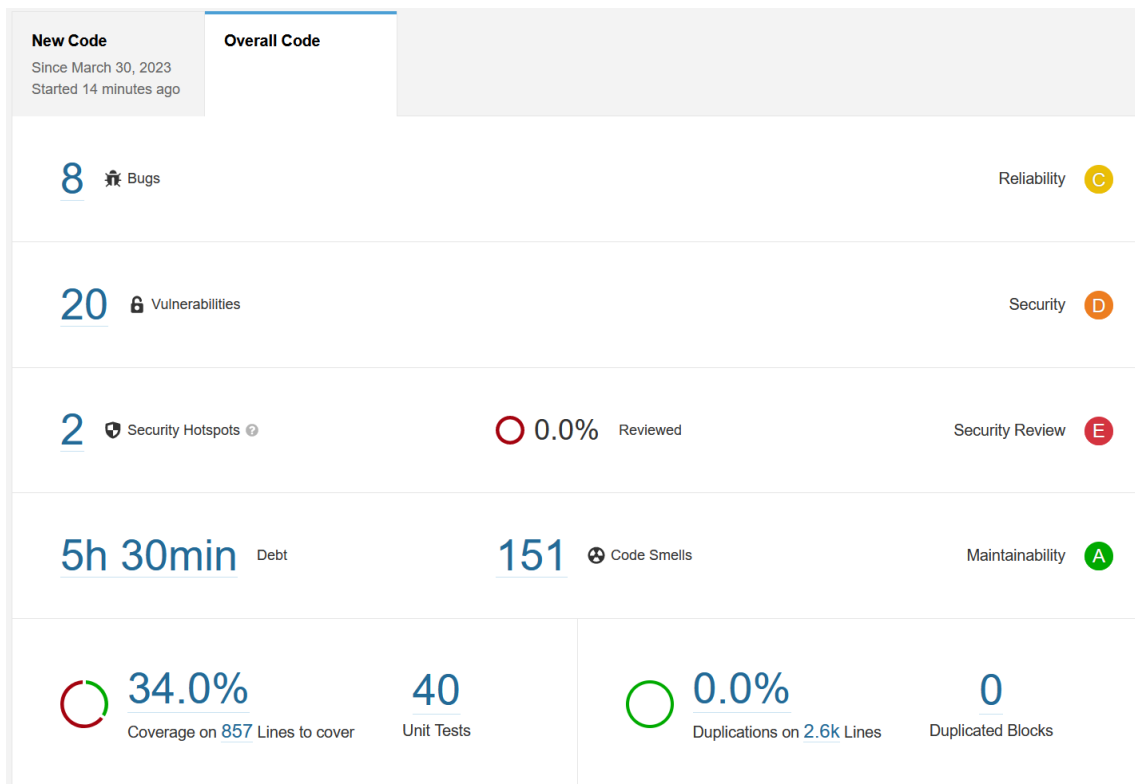 New Code
Since March 30, 2023
Started 14 minutes ago
Overall Code
8 Bugs
Reliability C
20 Vulnerabilities
Security D
2 Security Hotspots ?
0.0% Reviewed
Security Review E
5h 30min Debt
151 Code Smells
Maintainability A
34.0%
Coverage on 857 Lines to cover
40
Unit Tests
0.0%
Duplications on 2.6k Lines
0
Duplicated Blocks